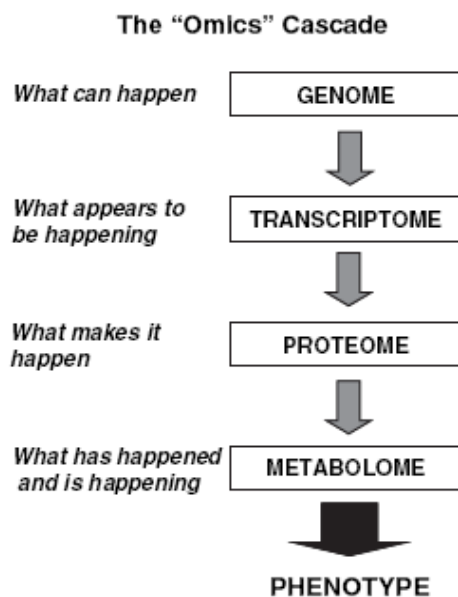 The “Omics” Cascade
What can happen
GENOME
What appears to
be happening
TRANSCRIPTOME
What makes it
happen
PROTEOME
What has happened
and is happening
METABOLOME
PHENOTYPE